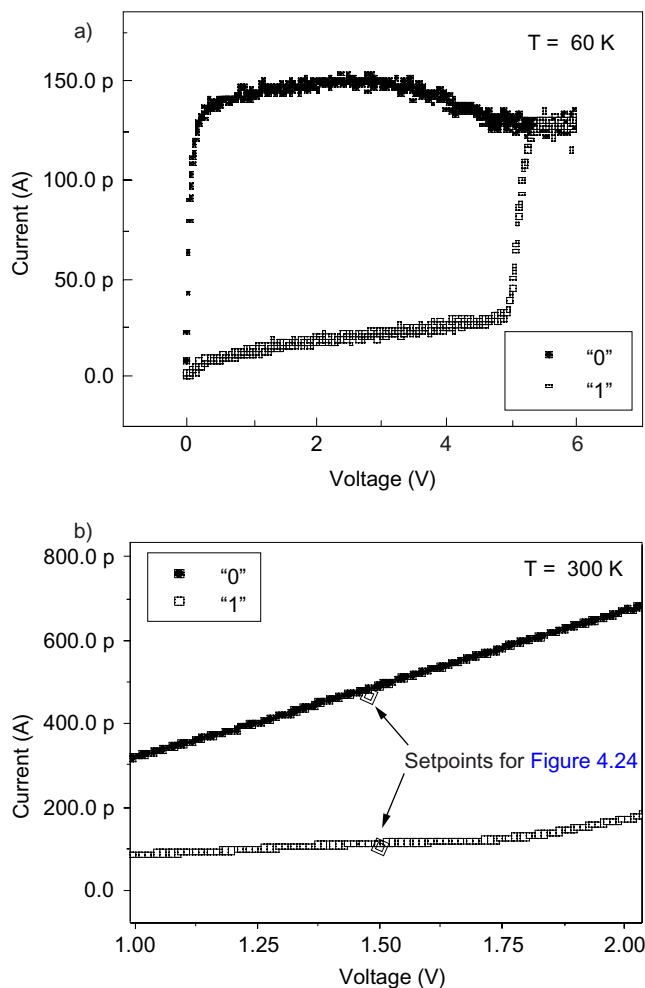 a)
T = 60 K
150.0 p
100.0 p
50.0 p
0.0
Current (A)
"0"
"1"
0
2
4
6
Voltage (V)
b)
800.0 p
600.0 p
400.0 p
200.0 p
0.0
Current (A)
“0”
“1”
T = 300 K
Setpoints for Figure 4.24
1.00
1.25
1.50
1.75
2.00
Voltage (V)